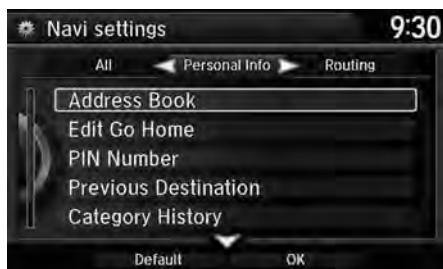 Navi settings 9:30
All Personal Info Routing
Address Book
Edit Go Home
PIN Number
Previous Destination
Category History
Default OK